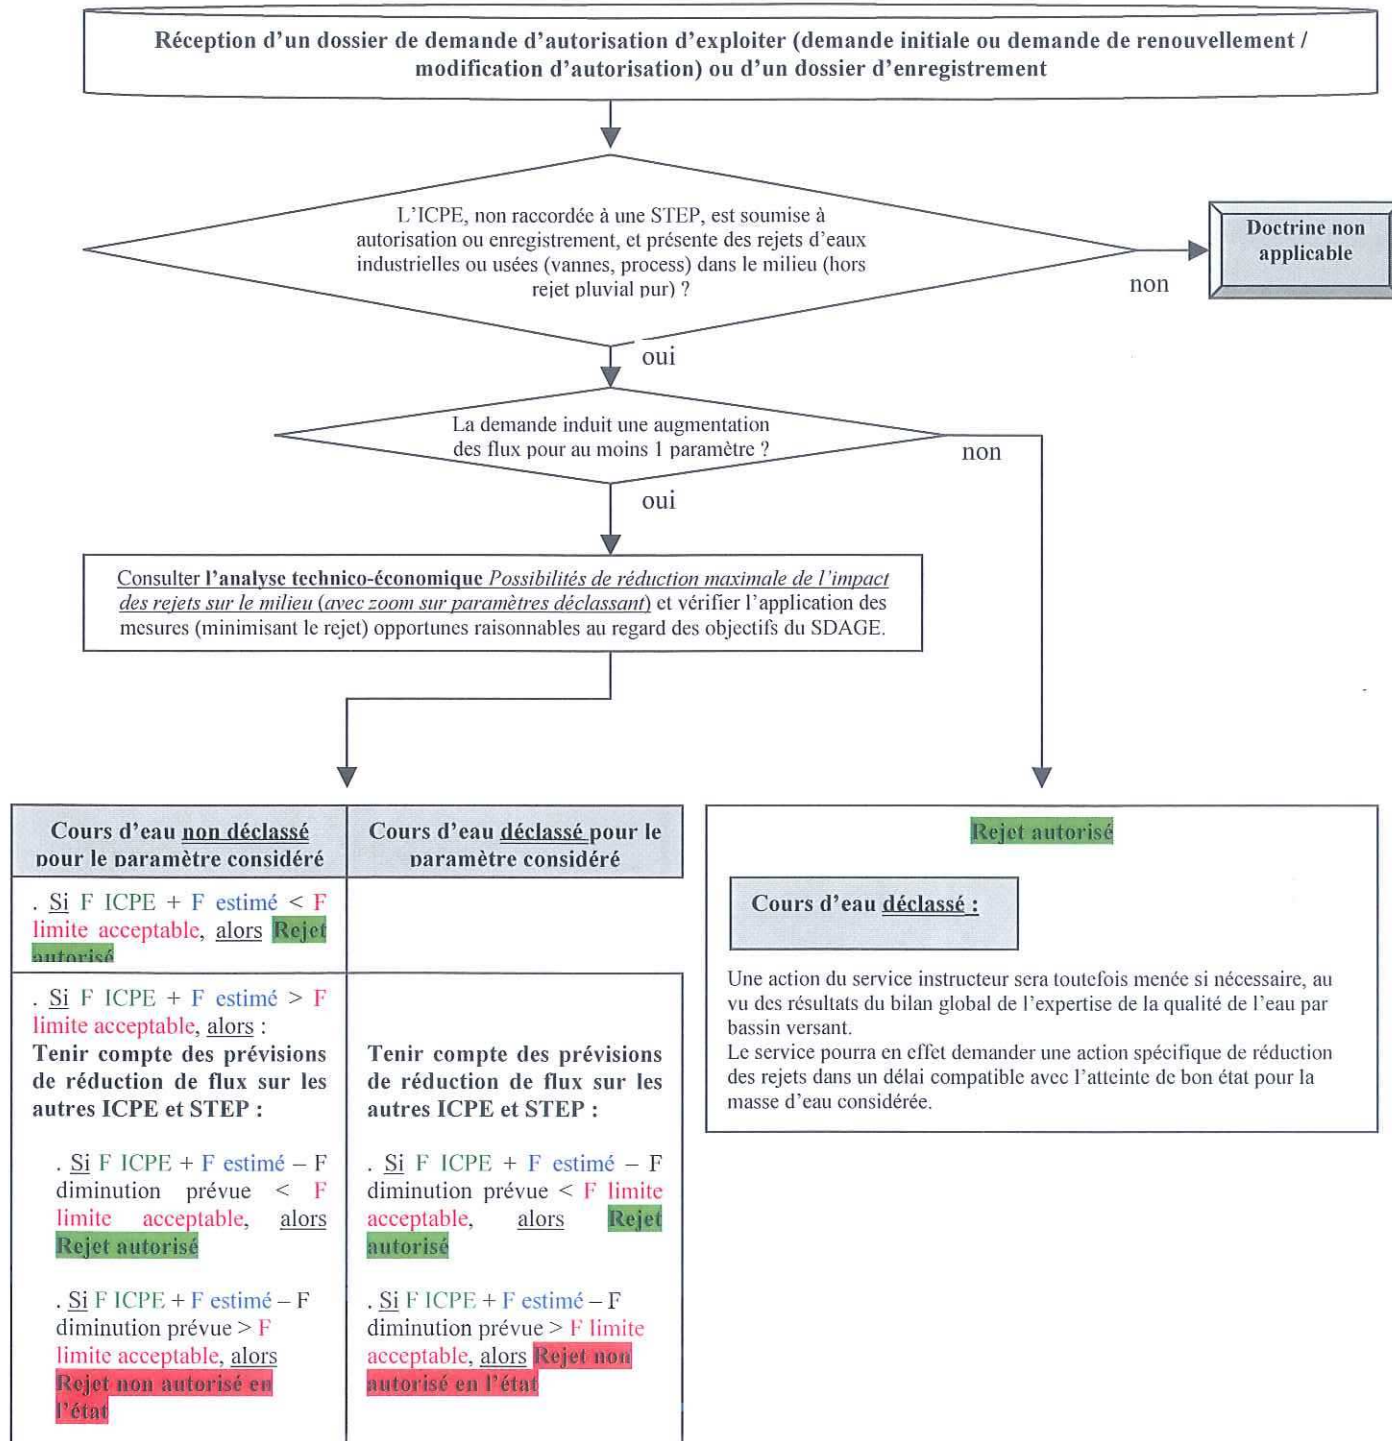 Réception d'un dossier de demande d'autorisation d'exploiter (demande initiale ou demande de renouvellement /
modification d'autorisation) ou d'un dossier d'enregistrement
L'ICPE, non raccordée à une STEP, est soumise à
autorisation ou enregistrement, et présente des rejets d'eaux
industrielles ou usées (vannes, process) dans le milieu (hors
rejet pluvial pur) ?
Doctrine non
applicable
non
oui
La demande induit une augmentation
des flux pour au moins 1 paramètre ?
non
oui
Consulter l'analyse technico-économique Possibilités de réduction maximale de l'impact
des rejets sur le milieu (avec zoom sur paramètres déclassant) et vérifier l'application des
mesures (minimisant le rejet) opportunes raisonnables au regard des objectifs du SDAGE.
Cours d'eau non déclassé
pour le paramètre considéré
Cours d'eau déclassé pour le
paramètre considéré
. Si F ICPE + F estimé < F
limite acceptable, alors Rejet
autorisé
. Si F ICPE + F estimé > F
limite acceptable, alors :
Tenir compte des prévisions
de réduction de flux sur les
autres ICPE et STEP :
. Si F ICPE + F estimé – F
diminution prévue < F
limite acceptable, alors
Rejet autorisé
. Si F ICPE + F estimé – F
diminution prévue > F
limite acceptable, alors
Rejet non autorisé en
l'état
Tenir compte des prévisions
de réduction de flux sur les
autres ICPE et STEP :
. Si F ICPE + F estimé – F
diminution prévue < F limite
acceptable, alors Rejet
autorisé
. Si F ICPE + F estimé – F
diminution prévue > F limite
acceptable, alors Rejet non
autorisé en l'état
Rejet autorisé
Cours d'eau déclassé :
Une action du service instructeur sera toutefois menée si nécessaire, au
vu des résultats du bilan global de l'expertise de la qualité de l'eau par
bassin versant.
Le service pourra en effet demander une action spécifique de réduction
des rejets dans un délai compatible avec l'atteinte de bon état pour la
masse d'eau considérée.